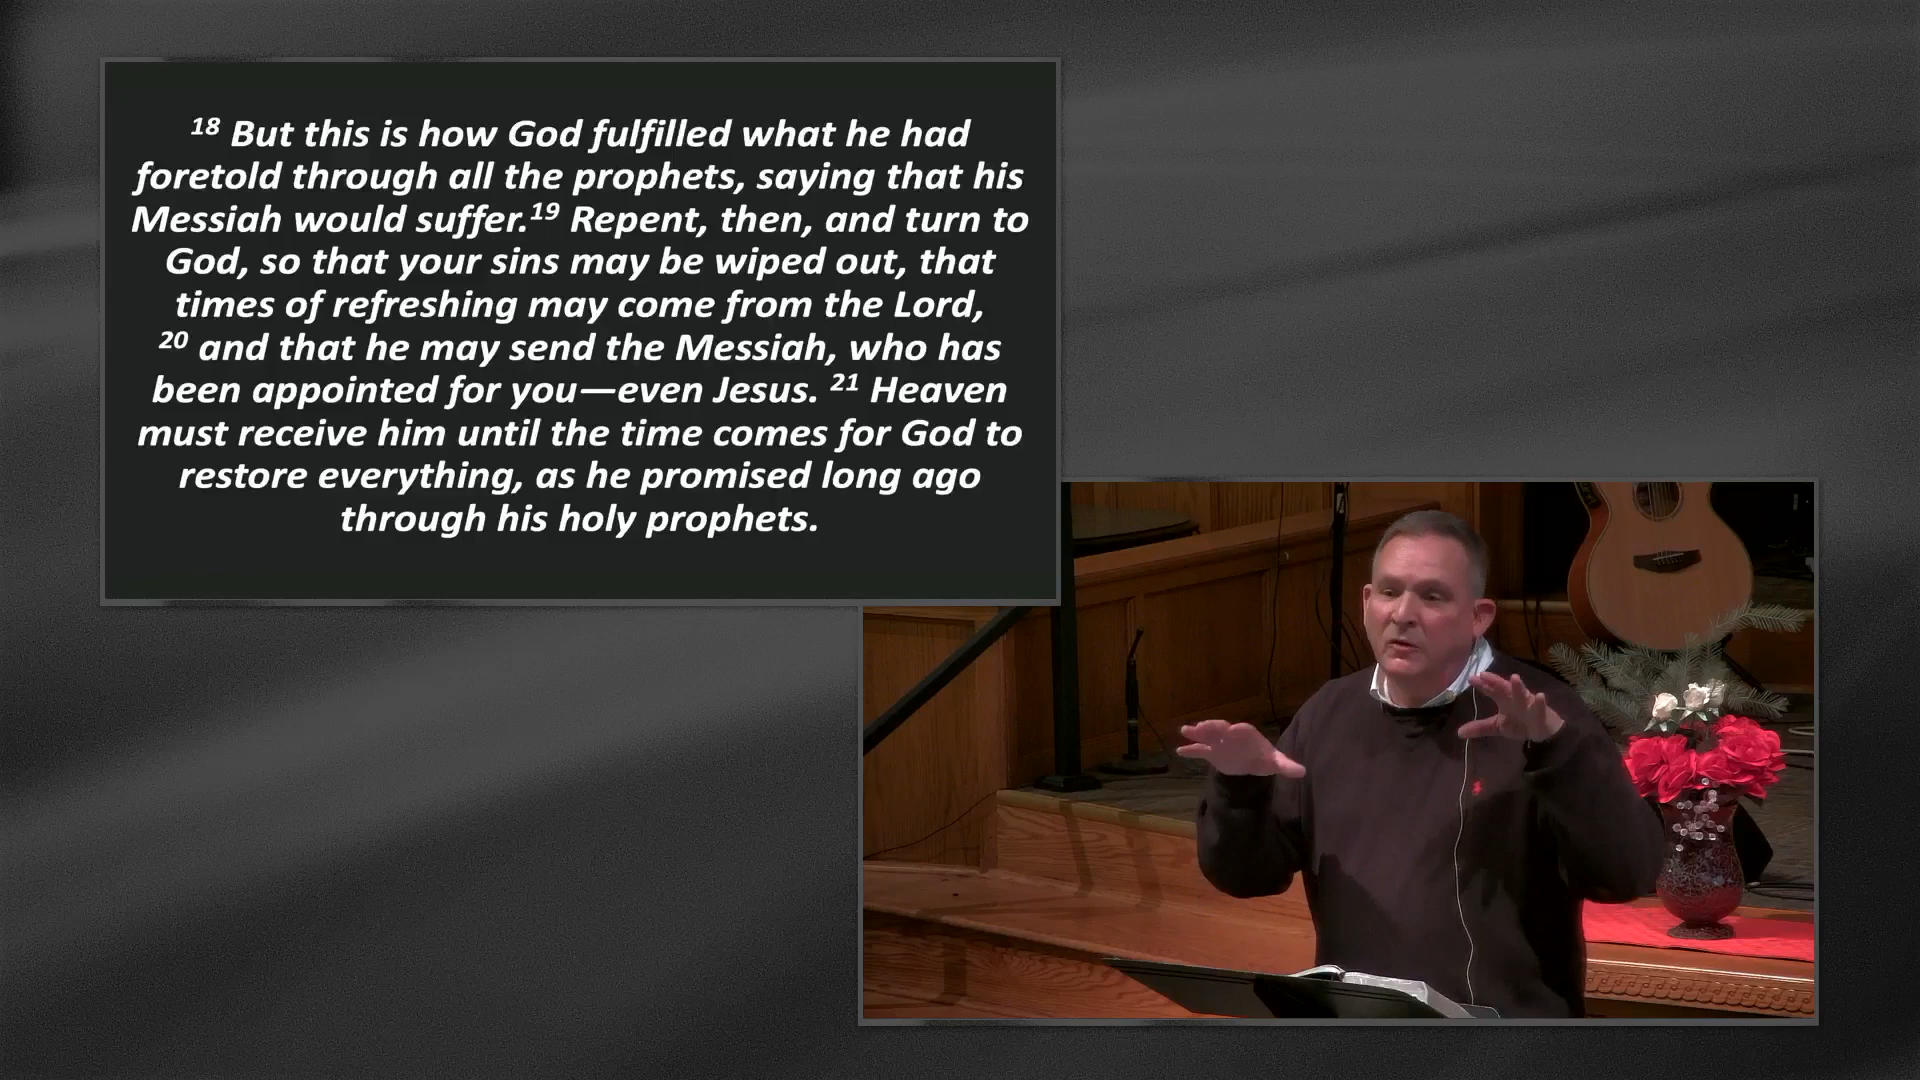 18 But this is how God fulfilled what he had
foretold through all the prophets, saying that his
Messiah would suffer.19 Repent, then, and turn to
God, so that your sins may be wiped out, that
times of refreshing may come from the Lord,
20 and that he may send the Messiah, who has
been appointed for you—even Jesus. 21 Heaven
must receive him until the time comes for God to
restore everything, as he promised long ago
through his holy prophets.